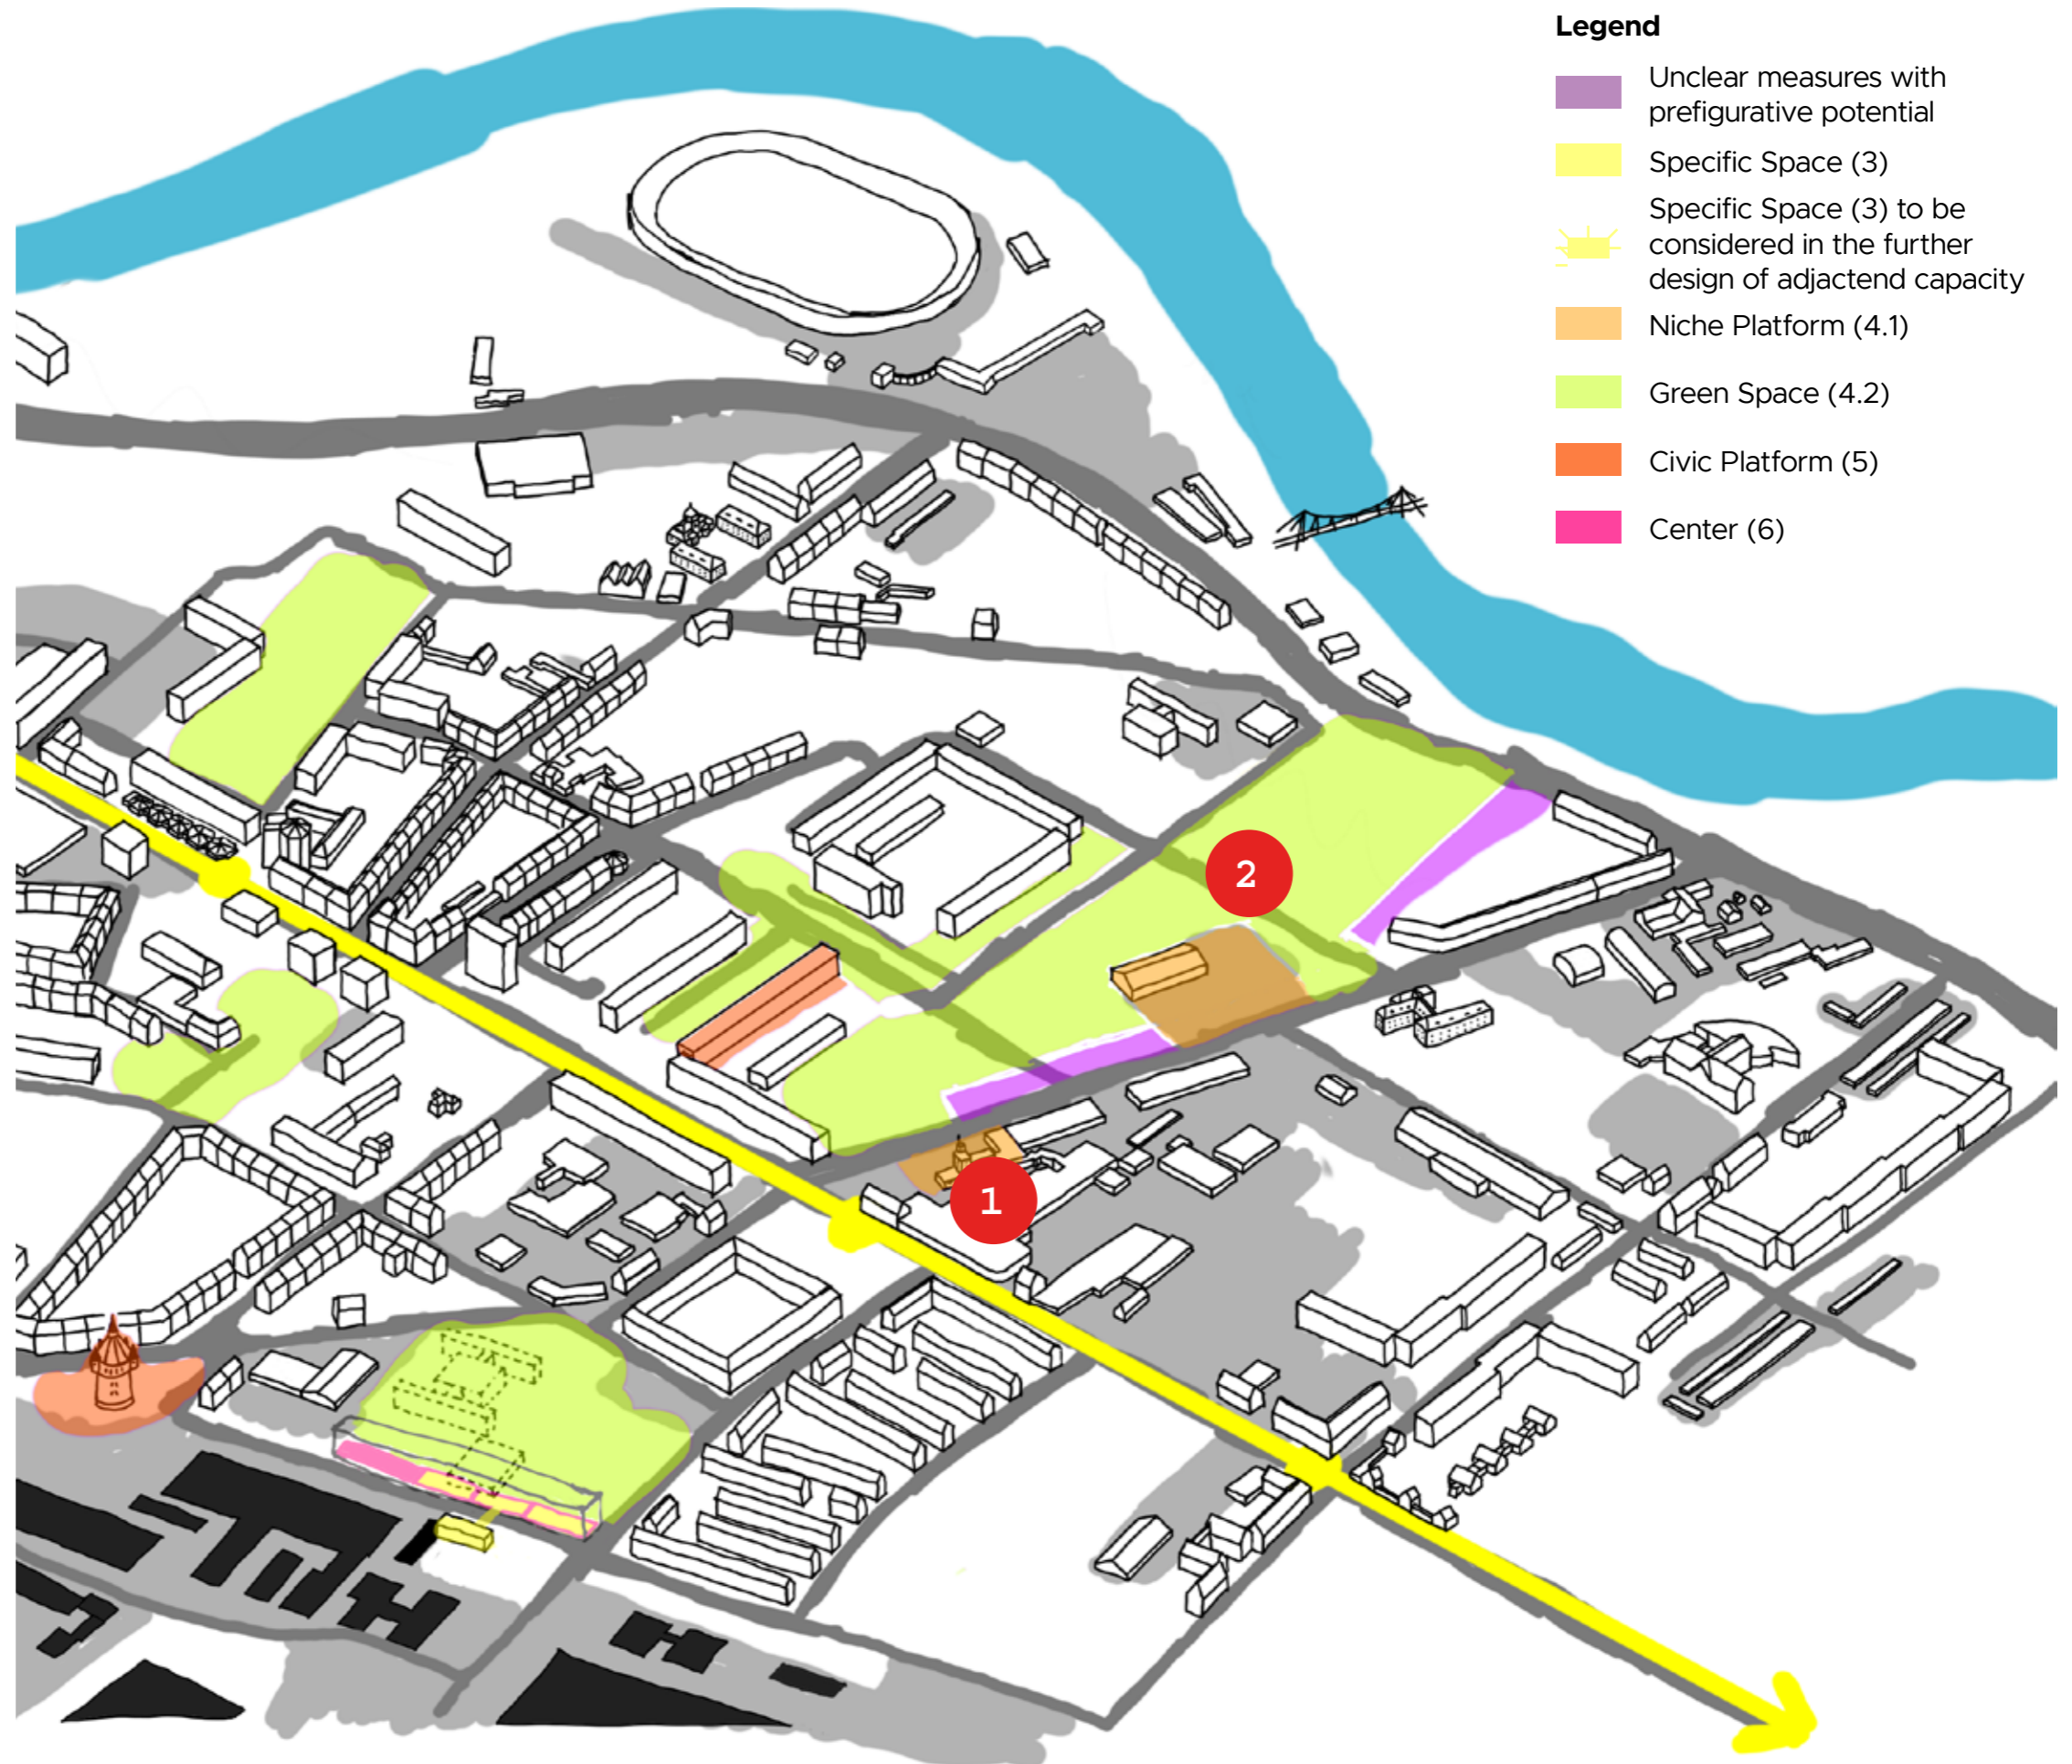 Legend
Unclear measures with
prefigurative potential
Specific Space (3)
Specific Space (3) to be
considered in the further
design of adjactend capacity
Niche Platform (4.1)
Green Space (4.2)
Civic Platform (5)
Center (6)
2
1